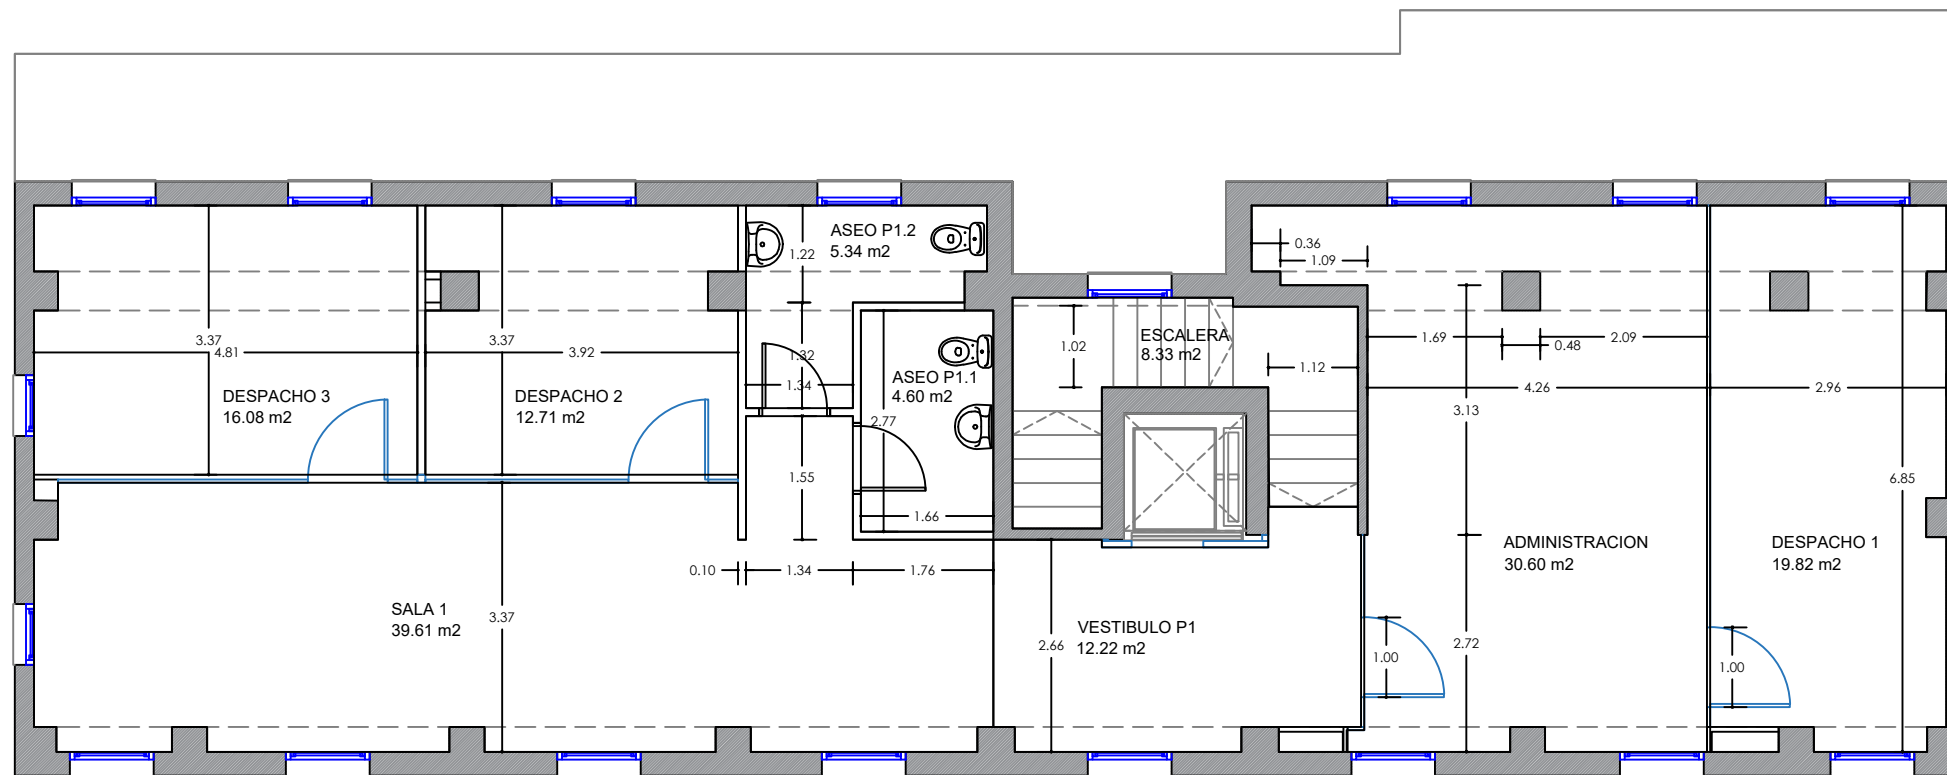 ASEO P1.2
5.34 m2
1.22
0.36
1.09
3.37
4.81
3.37
3.92
1.32
1.34
1.02
ESCALERA
8.33 m2
1.12
1.69
0.48
2.09
4.26
2.96
DESPACHO 3
16.08 m2
DESPACHO 2
12.71 m2
ASEO P1.1
4.60 m2
2.77
3.13
1.55
1.66
6.85
ADMINISTRACION
30.60 m2
DESPACHO 1
19.82 m2
0.10
1.34
1.76
SALA 1
39.61 m2
3.37
2.66
VESTIBULO P1
12.22 m2
1.00
2.72
1.00